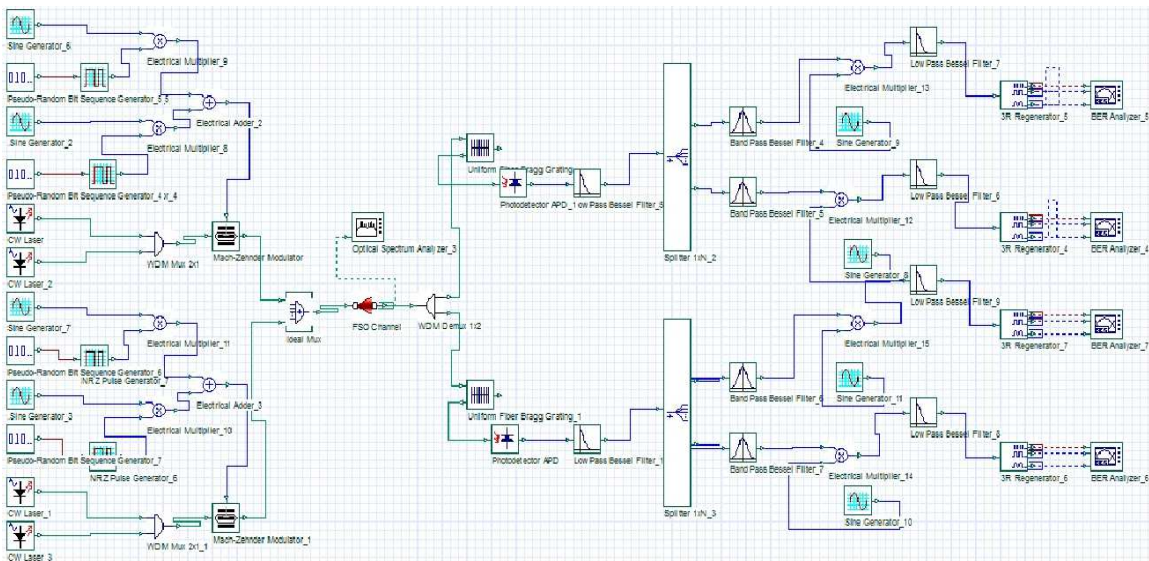 Sine Generator_6
Electrical Multiplier_9
Pseudo-Random Bit Sequence Generator_5_5
Electrical Adder_2
Sine Generator_2
Electrical Multiplier_8
Pseudo-Random Bit Sequence Generator_4
CW Laser
WDM Mux 2x1
Mach-Zehnder Modulator
CW Laser_2
Sine Generator_7
Electrical Multiplier_11
Pseudo-Random Bit Sequence Generator_6
NRZ Pulse Generator_7
Electrical Adder_3
Sine Generator_3
Electrical Multiplier_10
Pseudo-Random Bit Sequence Generator_7
NRZ Pulse Generator_6
CW Laser_1
WDM Mux 2x1_1
Mach-Zehnder Modulator_1
CW Laser_3
Ideal Mux
Optical Spectrum Analyzer_3
FSO Channel
WDM Demux 1x2
Uniform Fiber Bragg Grating
Photodetector APD_1
Low Pass Bessel Filter_5
Uniform Fiber Bragg Grating_1
Photodetector APD
Low Pass Bessel Filter_1
Splitter 1xN_2
Splitter 1xN_3
Band Pass Bessel Filter_4
Sine Generator_9
Electrical Multiplier_13
Low Pass Bessel Filter_7
3R Regenerator_5
BER Analyzer_5
Band Pass Bessel Filter_5
Electrical Multiplier_12
Low Pass Bessel Filter_6
Sine Generator_8
3R Regenerator_4
BER Analyzer_4
Low Pass Bessel Filter_9
Electrical Multiplier_15
3R Regenerator_7
BER Analyzer_7
Band Pass Bessel Filter_6
Sine Generator_11
Low Pass Bessel Filter_8
Band Pass Bessel Filter_7
Electrical Multiplier_14
3R Regenerator_6
BER Analyzer_6
Sine Generator_10